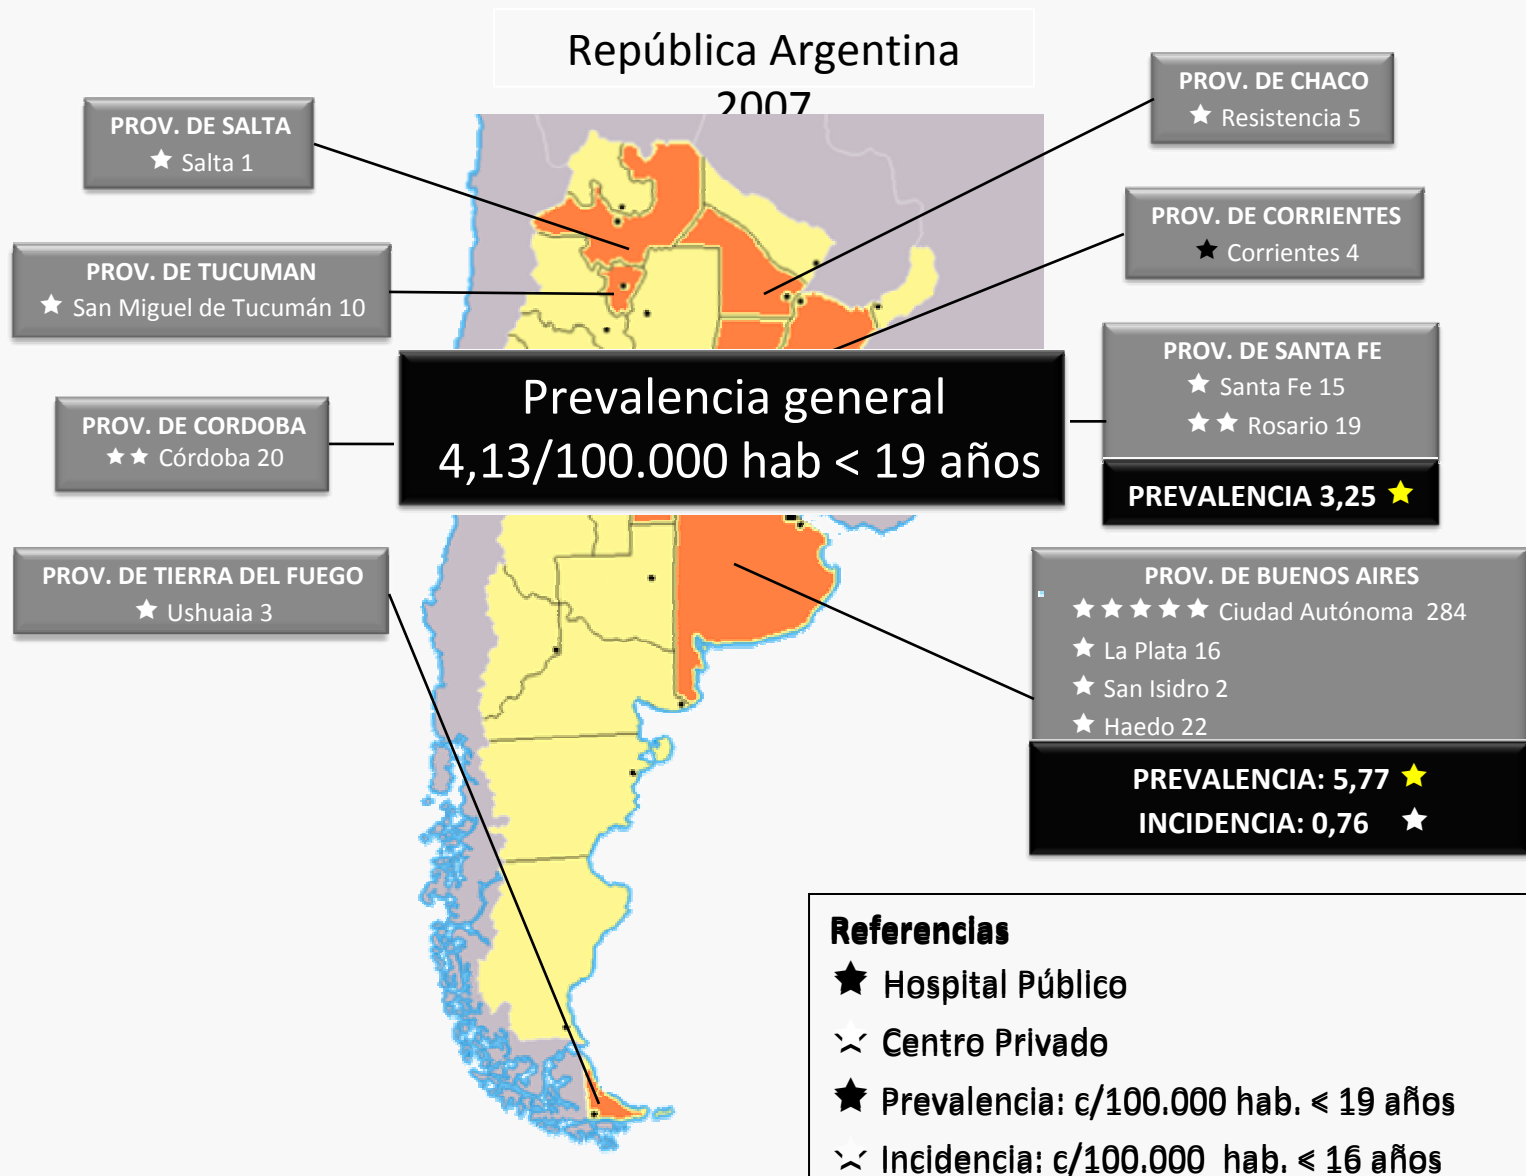 República Argentina
2007
PROV. DE SALTA
★ Salta 1
PROV. DE TUCUMAN
★ San Miguel de Tucumán 10
PROV. DE CORDOBA
★★ Córdoba 20
PROV. DE TIERRA DEL FUEGO
★ Ushuaia 3
PROV. DE CHACO
★ Resistencia 5
PROV. DE CORRIENTES
★ Corrientes 4
PROV. DE SANTA FE
★ Santa Fe 15
★★ Rosario 19
PREVALENCIA 3,25 ★
Prevalencia general
4,13/100.000 hab < 19 años
PROV. DE BUENOS AIRES
★★★★★ Ciudad Autónoma 284
★ La Plata 16
★ San Isidro 2
★ Haedo 22
PREVALENCIA: 5,77 ★
INCIDENCIA: 0,76 ★
Referencias
★ Hospital Público
☆ Centro Privado
★ Prevalencia: c/100.000 hab. < 19 años
☆ Incidencia: c/100.000 hab. < 16 años